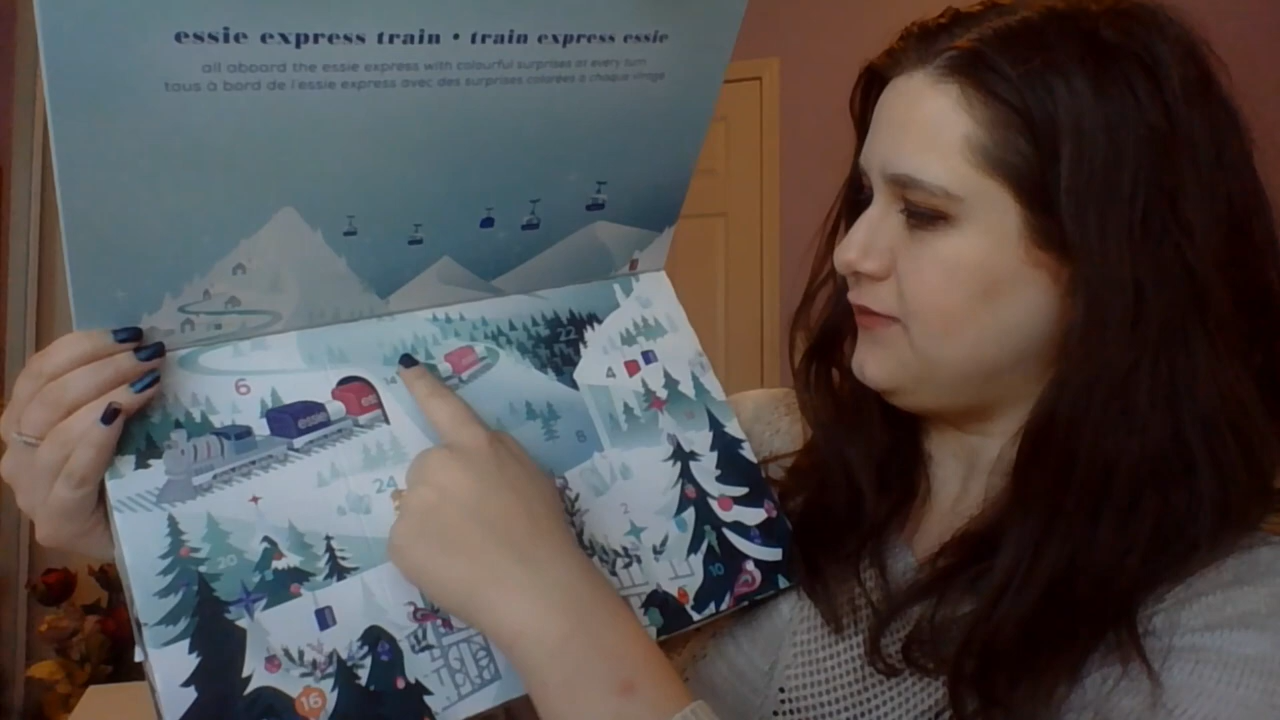 essie express train • train express essie
all aboard the essie express with colourful surprises at every turn
tous à bord de l'essie express avec des surprises colorées à chaque virage
22
6
14
4
essie
es
8
24
2
20
10
16